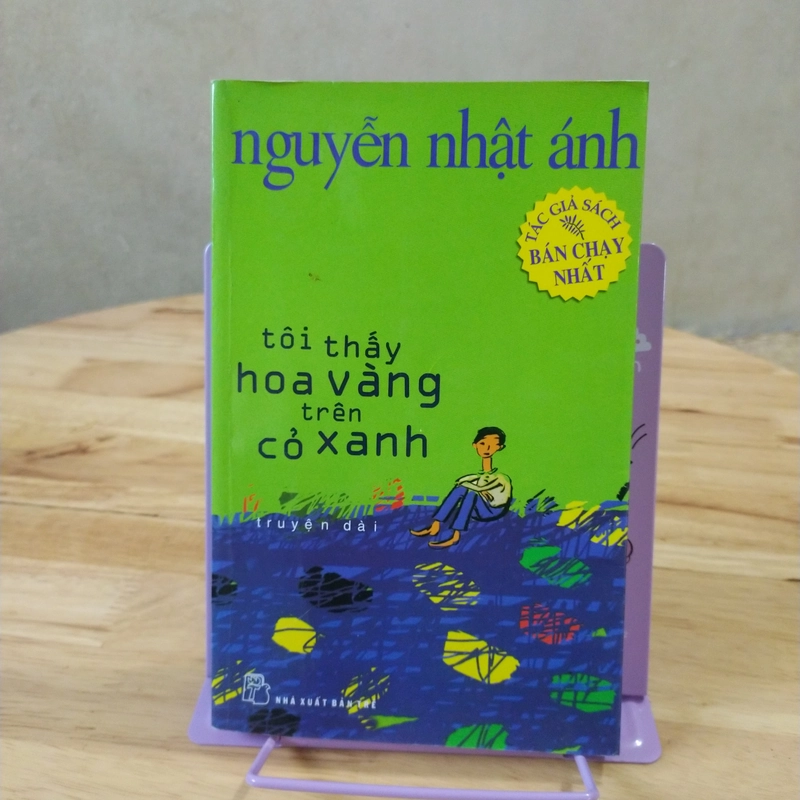 nguyễn nhật ánh
TÁC GIẢ SÁCH
BÁN CHẠY
NHẤT
tôi thấy
hoa vàng
trên
cỏ xanh
truyện dài
NHÀ XUẤT BẢN TRẺ